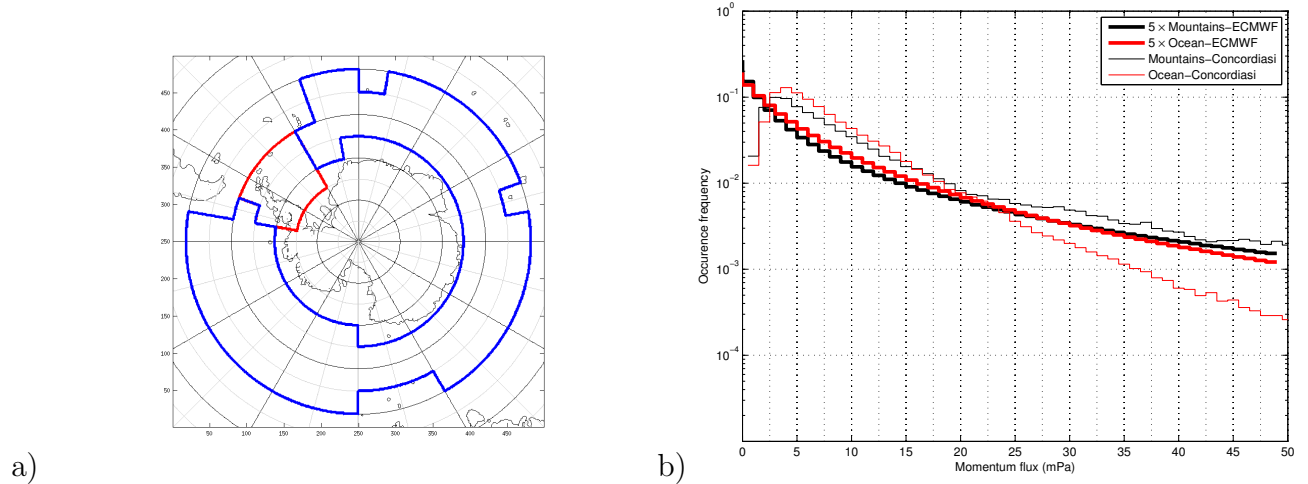 500
450
400
350
300
250
200
150
100
50
50 100 150 200 250 300 350 400 450 500
a)
10^0
10^-1
10^-2
10^-3
10^-4
Occurence frequency
5 × Mountains−ECMWF
5 × Ocean−ECMWF
Mountains−Concordiasi
Ocean−Concordiasi
0 5 10 15 20 25 30 35 40 45 50
Momentum flux (mPa)
b)